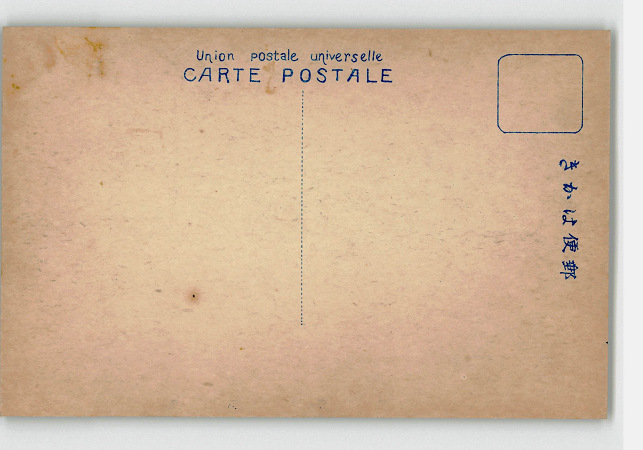 Union postale universelle
CARTE POSTALE
きかは便郵